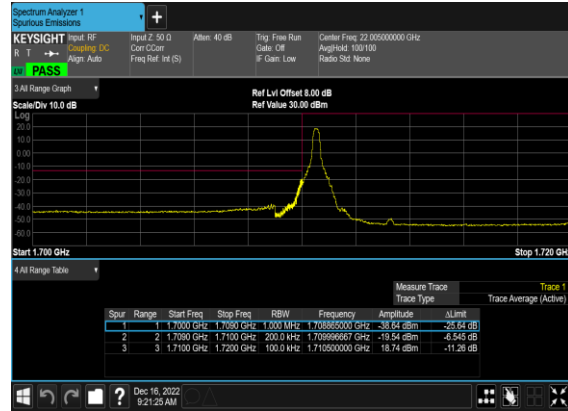 Spectrum Analyzer 1
Spurious Emissions
+
KEYSIGHT Input: RF Input Z: 50 Ω Atten: 40 dB Trig: Free Run Center Freq: 22.005000000 GHz
R T Coupling: DC Corr CCorr Gate: Off Avg|Hold: 100/100
Align: Auto Freq Ref: Int (S) IF Gain: Low Radio Std: None
PASS
3 All Range Graph
Ref Lvl Offset 8.00 dB
Scale/Div 10.0 dB Ref Value 30.00 dBm
Log
20.0
10.0
0.00
-10.0
-20.0
-30.0
-40.0
-50.0
-60.0
Start 1.700 GHz Stop 1.720 GH
4 All Range Table
Measure Trace Trace 1
Trace Type Trace Average (Active)
Spur Range Start Freq Stop Freq RBW Frequency Amplitude ΔLimit
1 1 1.7000 GHz 1.7090 GHz 1.000 MHz 1.708865000 GHz -38.64 dBm -25.64 dB
2 2 1.7090 GHz 1.7100 GHz 200.0 kHz 1.709996667 GHz -19.54 dBm -6.545 dB
3 3 1.7100 GHz 1.7200 GHz 100.0 kHz 1.710500000 GHz 18.74 dBm -11.26 dB
? Dec 16, 2022
9:21:25 AM